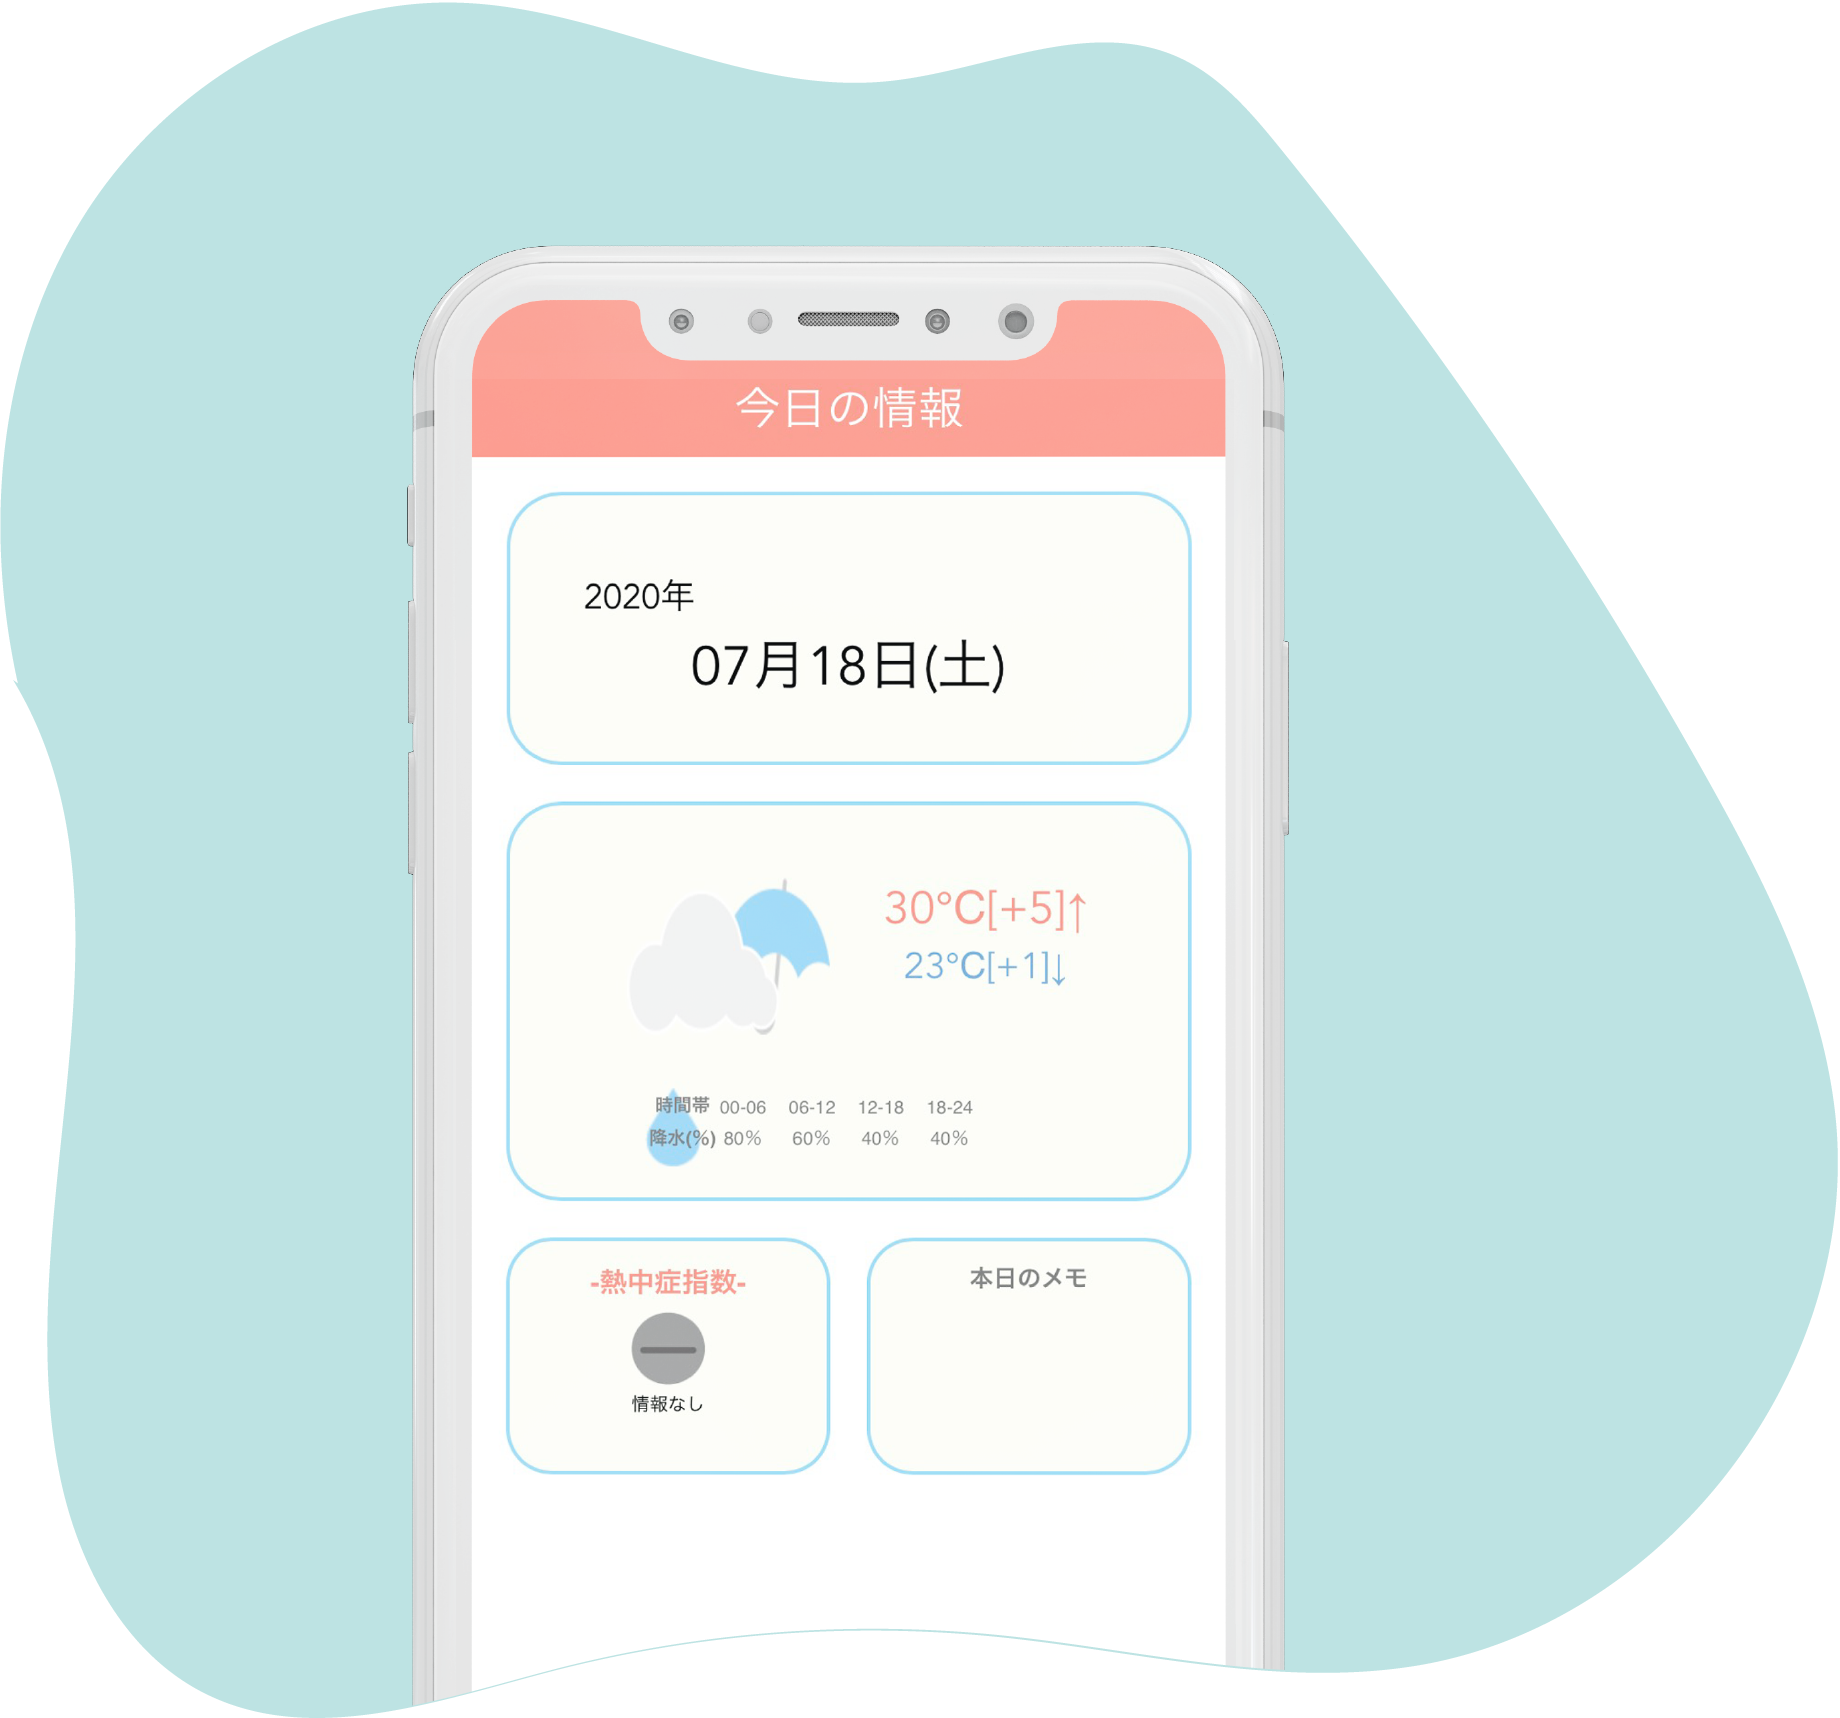 今日の情報
2020年
07月18日(土)
30°C[+5]↑
23°C[+1]↓
時間帯 00-06 06-12 12-18 18-24
降水(%) 80% 60% 40% 40%
-熱中症指数-
情報なし
本日のメモ